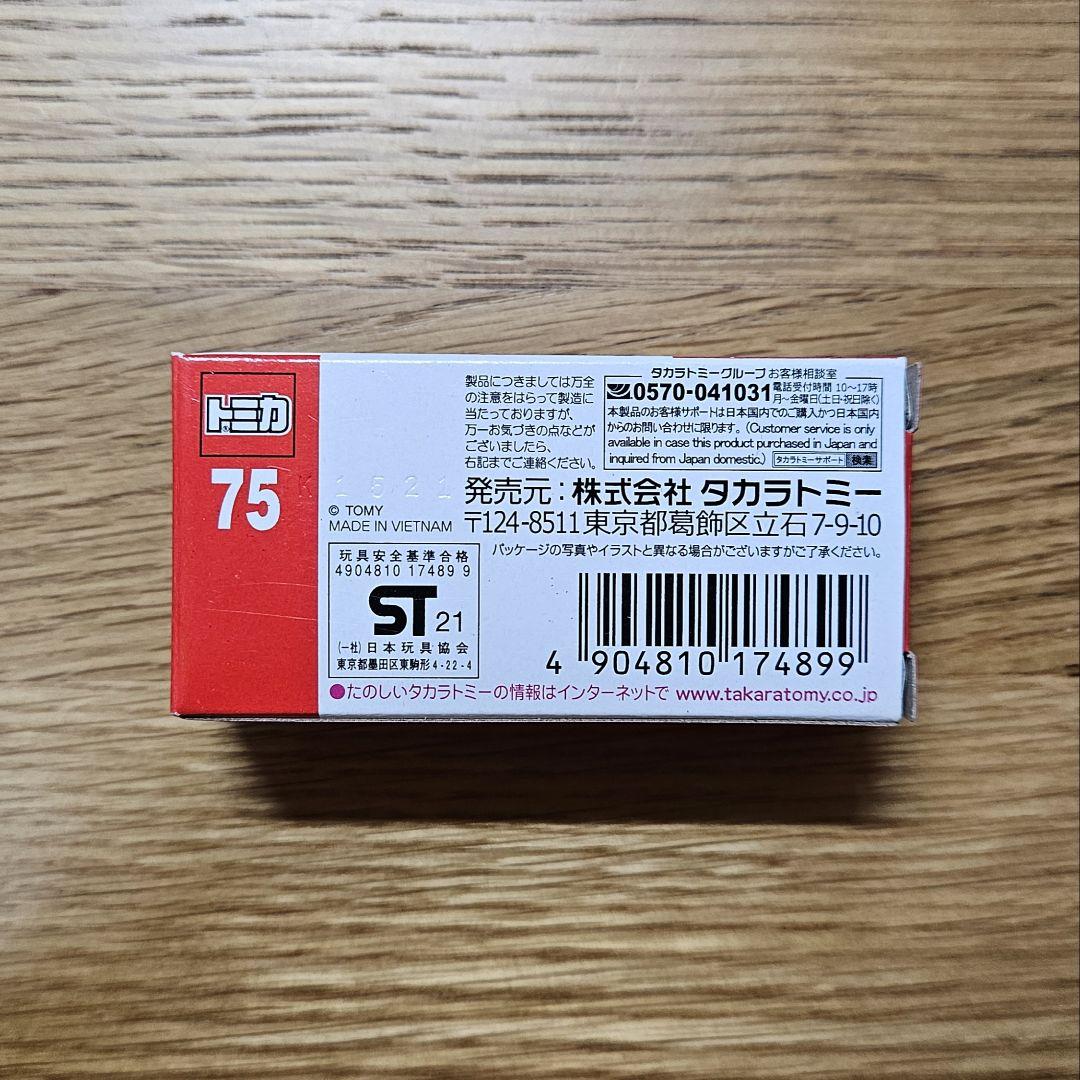 トミカ
®
75
K 1 5 2 1
© TOMY
MADE IN VIETNAM
製品につきましては万全
の注意をはらって製造に
当たっておりますが、
万一お気づきの点などが
ございましたら、
右記までご連絡ください。
タカラトミーグループ お客様相談室
0570-041031 電話受付時間 10〜17時
月〜金曜日(土日・祝日除く)
本製品のお客様サポートは日本国内でのご購入かつ日本国内
からのお問い合わせに限ります。(Customer service is only
available in case this product purchased in Japan and
inquired from Japan domestic.) タカラトミーサポート 検索
発売元:株式会社 タカラトミー
〒124-8511東京都葛飾区立石7-9-10
パッケージの写真やイラストと異なる場合がございますがご了承ください。
玩具安全基準合格
4904810 17489 9
ST 21
(一社)日本玩具協会
東京都墨田区東駒形4-22-4
4 904810 174899
●たのしいタカラトミーの情報はインターネットで www.takaratomy.co.jp